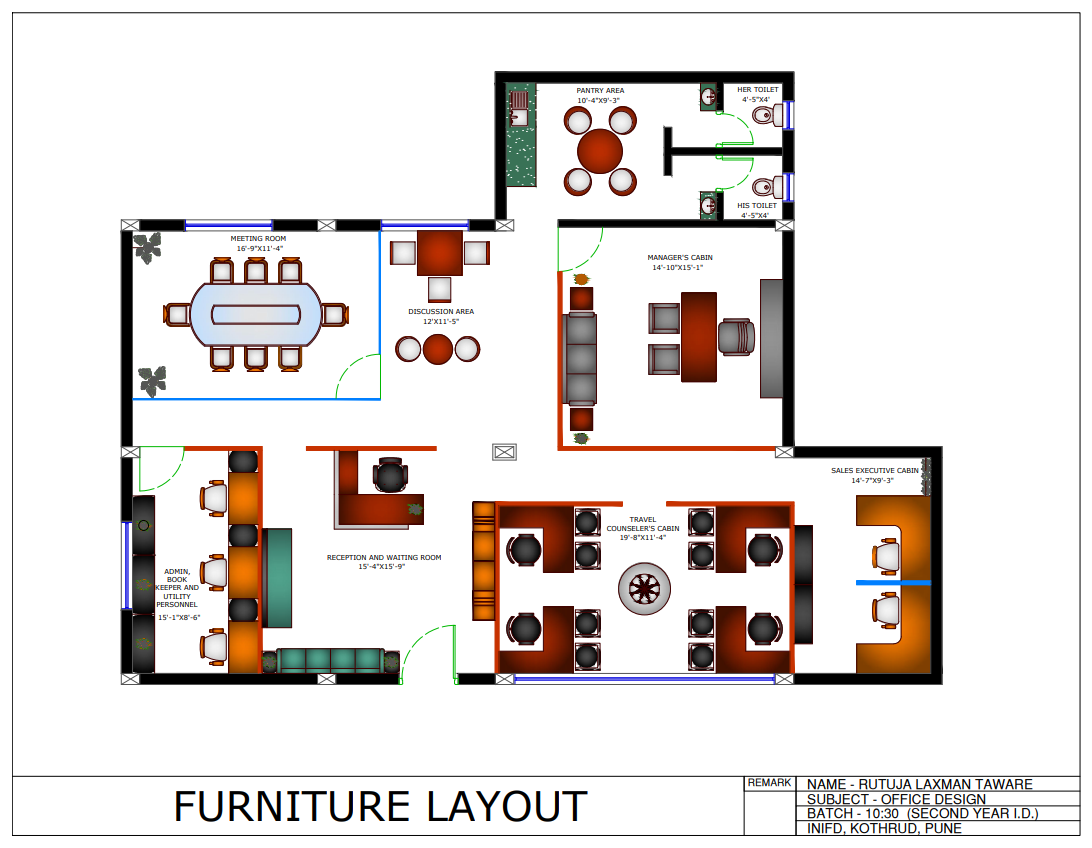 PANTRY AREA
10'-4"X9'-3"
HER TOILET
4'-5"X4'
HIS TOILET
4'-5"X4'
MEETING ROOM
16'-9"X11'-4"
MANAGER'S CABIN
14'-10"X15'-1"
DISCUSSION AREA
12'X11'-5"
SALES EXECUTIVE CABIN
14'-7"X9'-3"
TRAVEL
COUNSELER'S CABIN
19'-8"X11'-4"
RECEPTION AND WAITING ROOM
15'-4"X15'-9"
ADMIN,
BOOK
KEEPER AND
UTILITY
PERSONNEL
15'-1"X8'-6"
FURNITURE LAYOUT
REMARK
NAME - RUTUJA LAXMAN TAWARE
SUBJECT - OFFICE DESIGN
BATCH - 10:30 (SECOND YEAR I.D.)
INIFD, KOTHRUD, PUNE